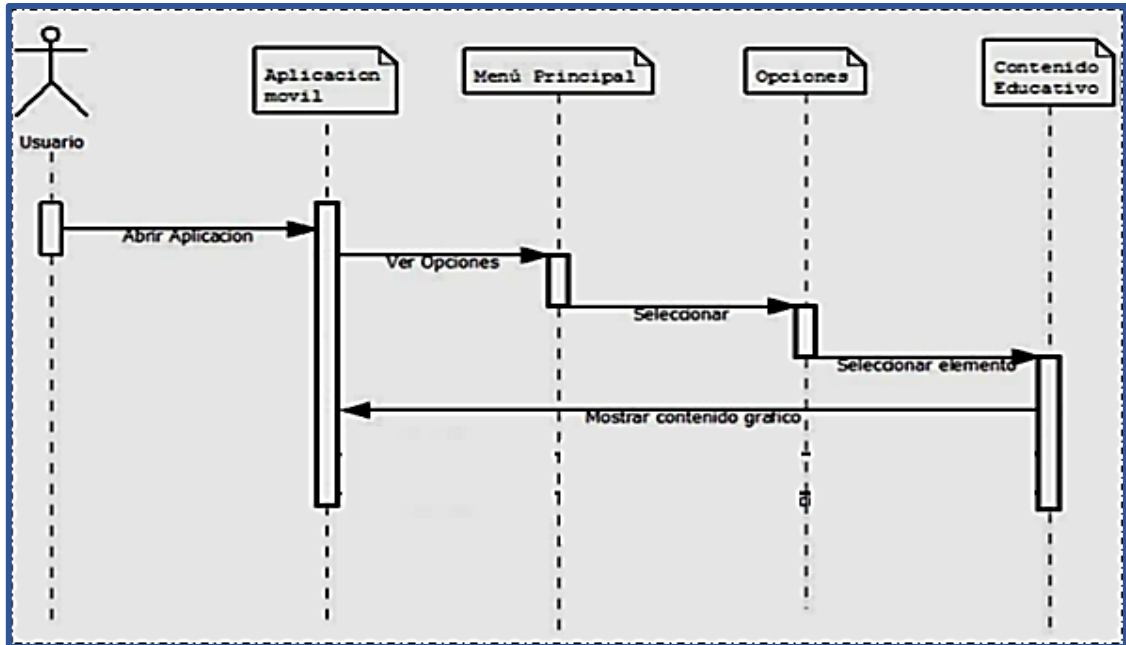 Aplicacion
movil
Menú Principal
Opciones
Contenido
Educativo
Usuario
Abrir Aplicacion
Ver Opciones
Seleccionar
Seleccionar elemento
Mostrar contenido grafico